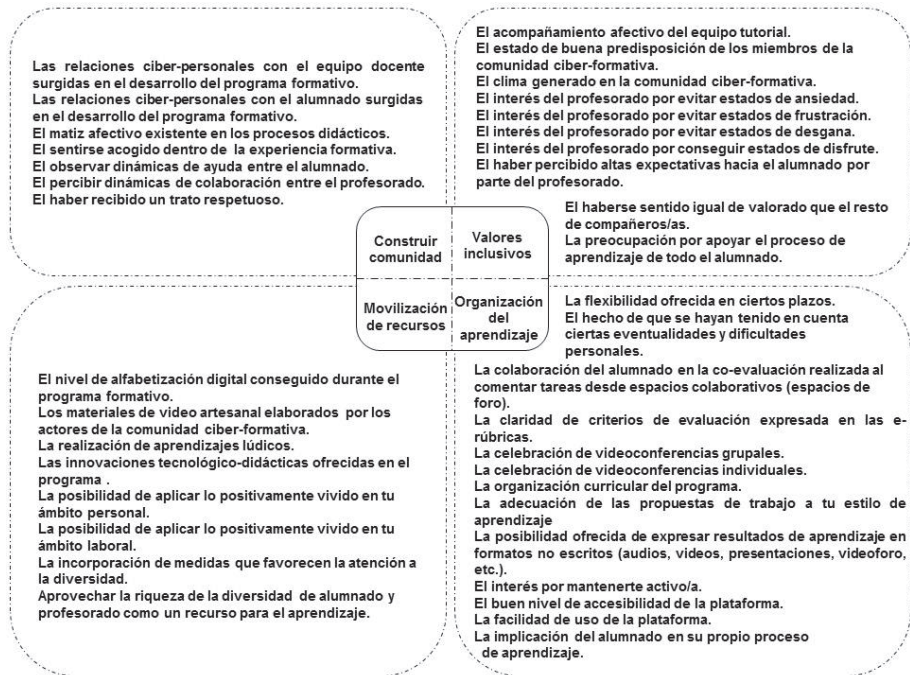 Las relaciones ciber-personales con el equipo docente
surgidas en el desarrollo del programa formativo.
Las relaciones ciber-personales con el alumnado surgidas
en el desarrollo del programa formativo.
El matiz afectivo existente en los procesos didácticos.
El sentirse acogido dentro de la experiencia formativa.
El observar dinámicas de ayuda entre el alumnado.
El percibir dinámicas de colaboración entre el profesorado.
El haber recibido un trato respetuoso.
El acompañamiento afectivo del equipo tutorial.
El estado de buena predisposición de los miembros de la
comunidad ciber-formativa.
El clima generado en la comunidad ciber-formativa.
El interés del profesorado por evitar estados de ansiedad.
El interés del profesorado por evitar estados de frustración.
El interés del profesorado por evitar estados de desgana.
El interés del profesorado por conseguir estados de disfrute.
El haber percibido altas expectativas hacia el alumnado por
parte del profesorado.
El haberse sentido igual de valorado que el resto
de compañeros/as.
La preocupación por apoyar el proceso de
aprendizaje de todo el alumnado.
Construir
comunidad
Valores
inclusivos
Movilización
de recursos
Organización
del
aprendizaje
El nivel de alfabetización digital conseguido durante el
programa formativo.
Los materiales de video artesanal elaborados por los
actores de la comunidad ciber-formativa.
La realización de aprendizajes lúdicos.
Las innovaciones tecnológico-didácticas ofrecidas en el
programa .
La posibilidad de aplicar lo positivamente vivido en tu
ámbito personal.
La posibilidad de aplicar lo positivamente vivido en tu
ámbito laboral.
La incorporación de medidas que favorecen la atención a
la diversidad.
Aprovechar la riqueza de la diversidad de alumnado y
profesorado como un recurso para el aprendizaje.
La flexibilidad ofrecida en ciertos plazos.
El hecho de que se hayan tenido en cuenta
ciertas eventualidades y dificultades
personales.
La colaboración del alumnado en la co-evaluación realizada al
comentar tareas desde espacios colaborativos (espacios de
foro).
La claridad de criterios de evaluación expresada en las e-
rúbricas.
La celebración de videoconferencias grupales.
La celebración de videoconferencias individuales.
La organización curricular del programa.
La adecuación de las propuestas de trabajo a tu estilo de
aprendizaje
La posibilidad ofrecida de expresar resultados de aprendizaje en
formatos no escritos (audios, videos, presentaciones, videoforo,
etc.).
El interés por mantenerte activo/a.
El buen nivel de accesibilidad de la plataforma.
La facilidad de uso de la plataforma.
La implicación del alumnado en su propio proceso
de aprendizaje.